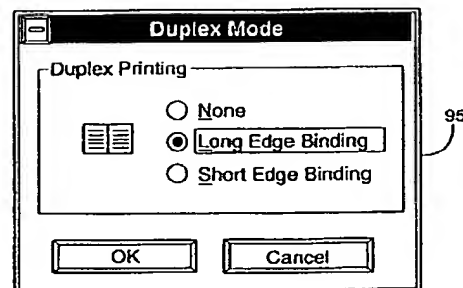 Duplex Mode
Duplex Printing
None
Long Edge Binding
Short Edge Binding
OK
Cancel
95